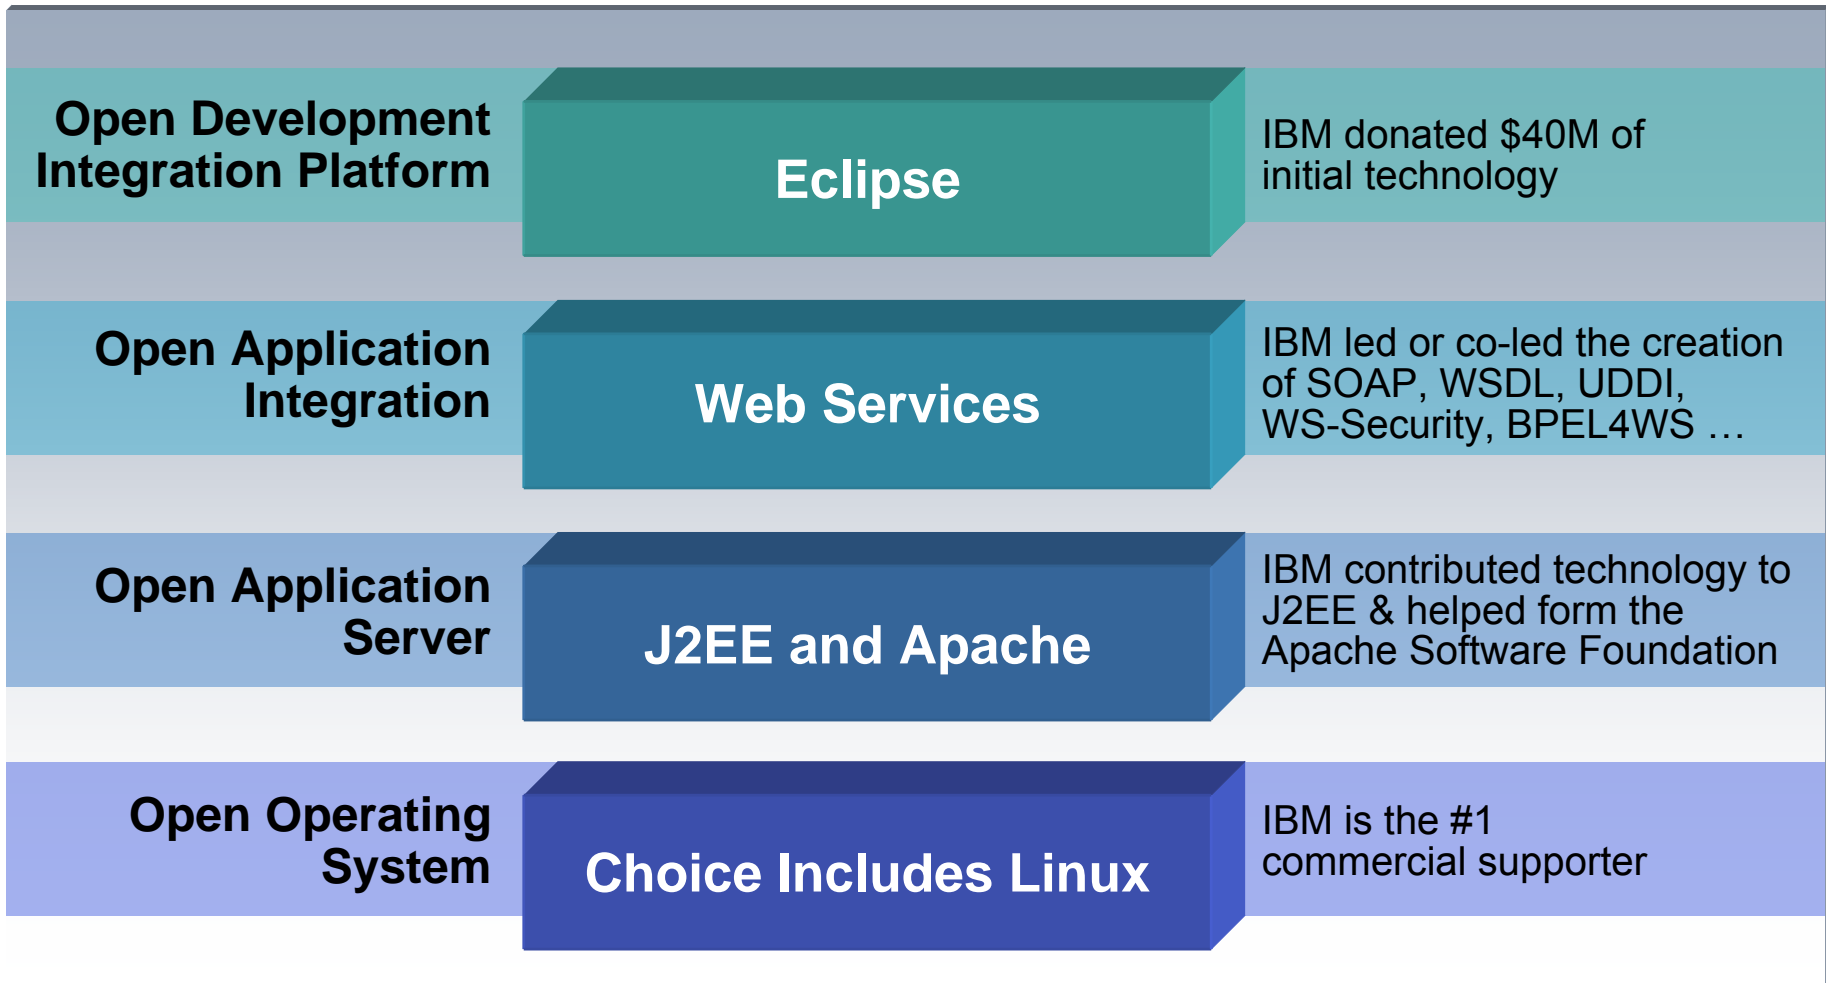 Open Development
Integration Platform
Eclipse
IBM donated $40M of
initial technology
Open Application
Integration
Web Services
IBM led or co-led the creation
of SOAP, WSDL, UDDI,
WS-Security, BPEL4WS …
Open Application
Server
J2EE and Apache
IBM contributed technology to
J2EE & helped form the
Apache Software Foundation
Open Operating
System
Choice Includes Linux
IBM is the #1
commercial supporter